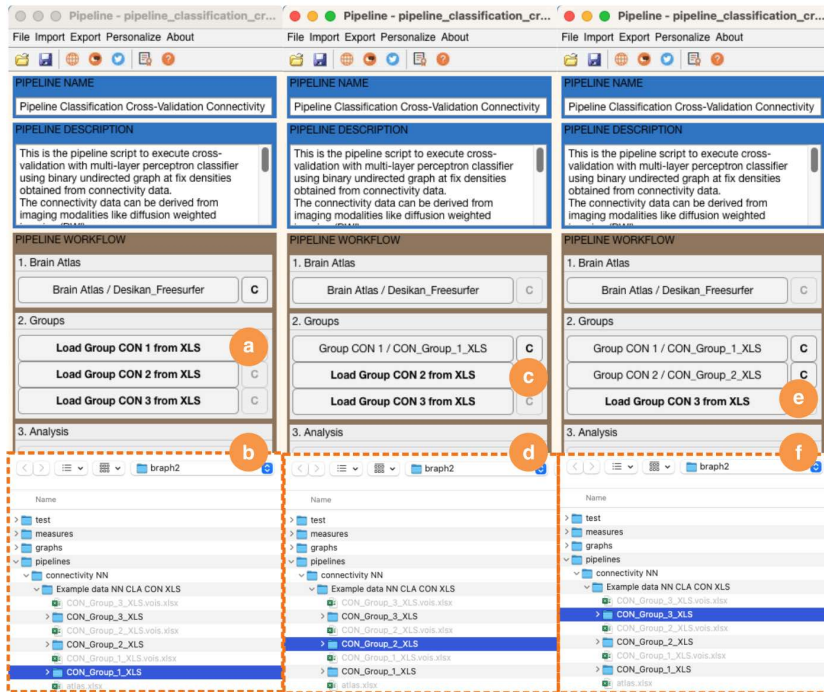 Pipeline - pipeline_classification_cr...
File Import Export Personalize About
PIPELINE NAME
Pipeline Classification Cross-Validation Connectivity
PIPELINE DESCRIPTION
This is the pipeline script to execute cross-
validation with multi-layer perceptron classifier
using binary undirected graph at fix densities
obtained from connectivity data.
The connectivity data can be derived from
imaging modalities like diffusion weighted
PIPELINE WORKFLOW
1. Brain Atlas
Brain Atlas / Desikan_Freesurfer C
2. Groups
Load Group CON 1 from XLS a
Load Group CON 2 from XLS C
Load Group CON 3 from XLS C
3. Analysis
b
braph2
Name
test
measures
graphs
pipelines
connectivity NN
Example data NN CLA CON XLS
CON_Group_3_XLS.vois.xlsx
CON_Group_3_XLS
CON_Group_2_XLS.vois.xlsx
CON_Group_2_XLS
CON_Group_1_XLS.vois.xlsx
CON_Group_1_XLS
atlas.xlsx
Pipeline - pipeline_classification_cr...
File Import Export Personalize About
PIPELINE NAME
Pipeline Classification Cross-Validation Connectivity
PIPELINE DESCRIPTION
This is the pipeline script to execute cross-
validation with multi-layer perceptron classifier
using binary undirected graph at fix densities
obtained from connectivity data.
The connectivity data can be derived from
imaging modalities like diffusion weighted
PIPELINE WORKFLOW
1. Brain Atlas
Brain Atlas / Desikan_Freesurfer C
2. Groups
Group CON 1 / CON_Group_1_XLS C
Load Group CON 2 from XLS c
Load Group CON 3 from XLS C
3. Analysis
d
braph2
Name
test
measures
graphs
pipelines
connectivity NN
Example data NN CLA CON XLS
CON_Group_3_XLS.vois.xlsx
CON_Group_3_XLS
CON_Group_2_XLS.vois.xlsx
CON_Group_2_XLS
CON_Group_1_XLS.vois.xlsx
CON_Group_1_XLS
atlas.xlsx
Pipeline - pipeline_classification_cr...
File Import Export Personalize About
PIPELINE NAME
Pipeline Classification Cross-Validation Connectivity
PIPELINE DESCRIPTION
This is the pipeline script to execute cross-
validation with multi-layer perceptron classifier
using binary undirected graph at fix densities
obtained from connectivity data.
The connectivity data can be derived from
imaging modalities like diffusion weighted
PIPELINE WORKFLOW
1. Brain Atlas
Brain Atlas / Desikan_Freesurfer C
2. Groups
Group CON 1 / CON_Group_1_XLS C
Group CON 2 / CON_Group_2_XLS C
Load Group CON 3 from XLS e
3. Analysis
f
braph2
Name
test
measures
graphs
pipelines
connectivity NN
Example data NN CLA CON XLS
CON_Group_3_XLS.vois.xlsx
CON_Group_3_XLS
CON_Group_2_XLS.vois.xlsx
CON_Group_2_XLS
CON_Group_1_XLS.vois.xlsx
CON_Group_1_XLS
atlas.xlsx